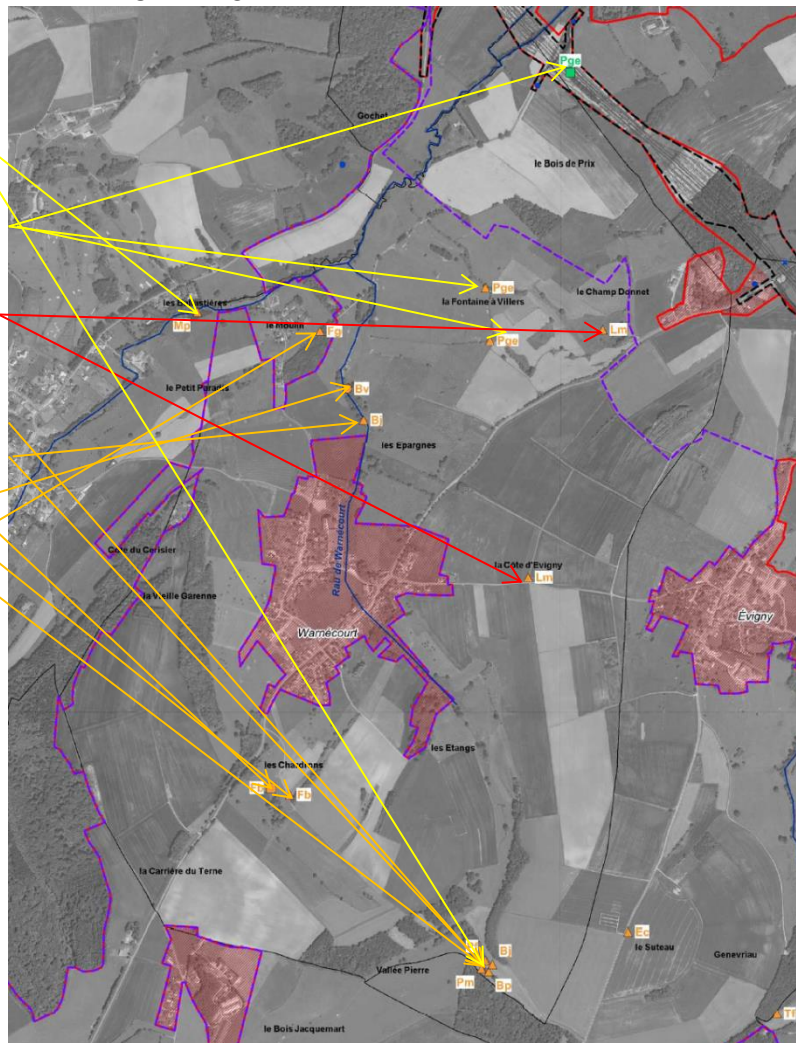 Pge
Gochet
le Bois de Prix
Pge
la Fontaine à Villers
le Champ Donnet
Mp
le Moulin
Fg
Pge
Lm
le Petit Paradis
Bv
Bj
les Epargnes
Rau de Warnécourt
Côte du Cerisier
la Vieille Garenne
la Côte d'Evigny
Lm
Évigny
Warnécourt
les Etangs
les Chardrons
Fb
la Carrière du Terne
Ec
le Suteau
Genevriau
Vallée Pierre
Bj
Pm
Bp
le Bois Jacquemart